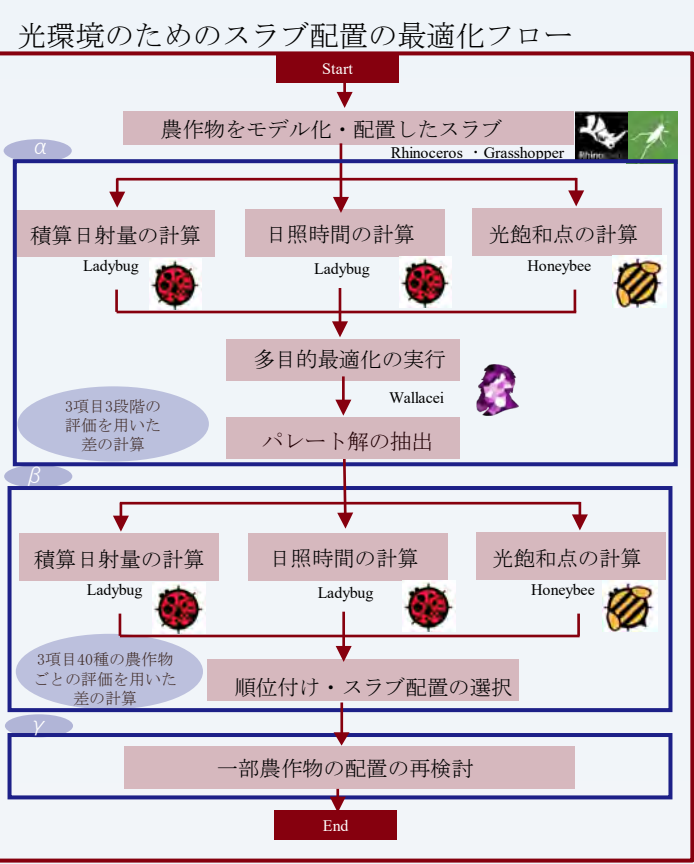 光環境のためのスラブ配置の最適化フロー
Start
農作物をモデル化・配置したスラブ
Rhinoceros ・Grasshopper
α
積算日射量の計算
日照時間の計算
光飽和点の計算
Ladybug
Ladybug
Honeybee
多目的最適化の実行
Wallacei
3項目3段階の
評価を用いた
差の計算
パレート解の抽出
β
積算日射量の計算
日照時間の計算
光飽和点の計算
Ladybug
Ladybug
Honeybee
3項目40種の農作物
ごとの評価を用いた
差の計算
順位付け・スラブ配置の選択
γ
一部農作物の配置の再検討
End